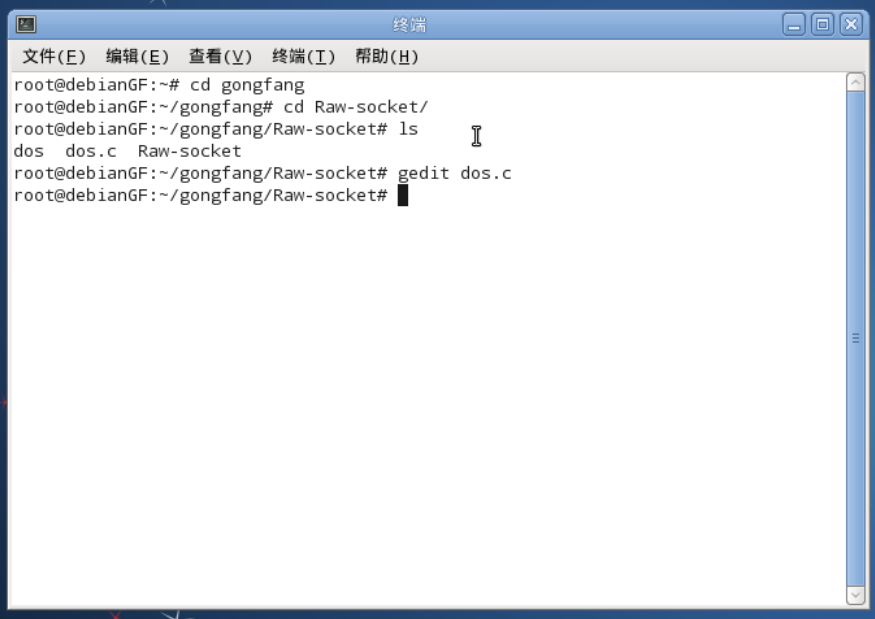 终端
文件(F) 编辑(E) 查看(V) 终端(T) 帮助(H)
root@debianGF:~# cd gongfang
root@debianGF:~/gongfang# cd Raw-socket/
root@debianGF:~/gongfang/Raw-socket# ls
dos  dos.c  Raw-socket
root@debianGF:~/gongfang/Raw-socket# gedit dos.c
root@debianGF:~/gongfang/Raw-socket#